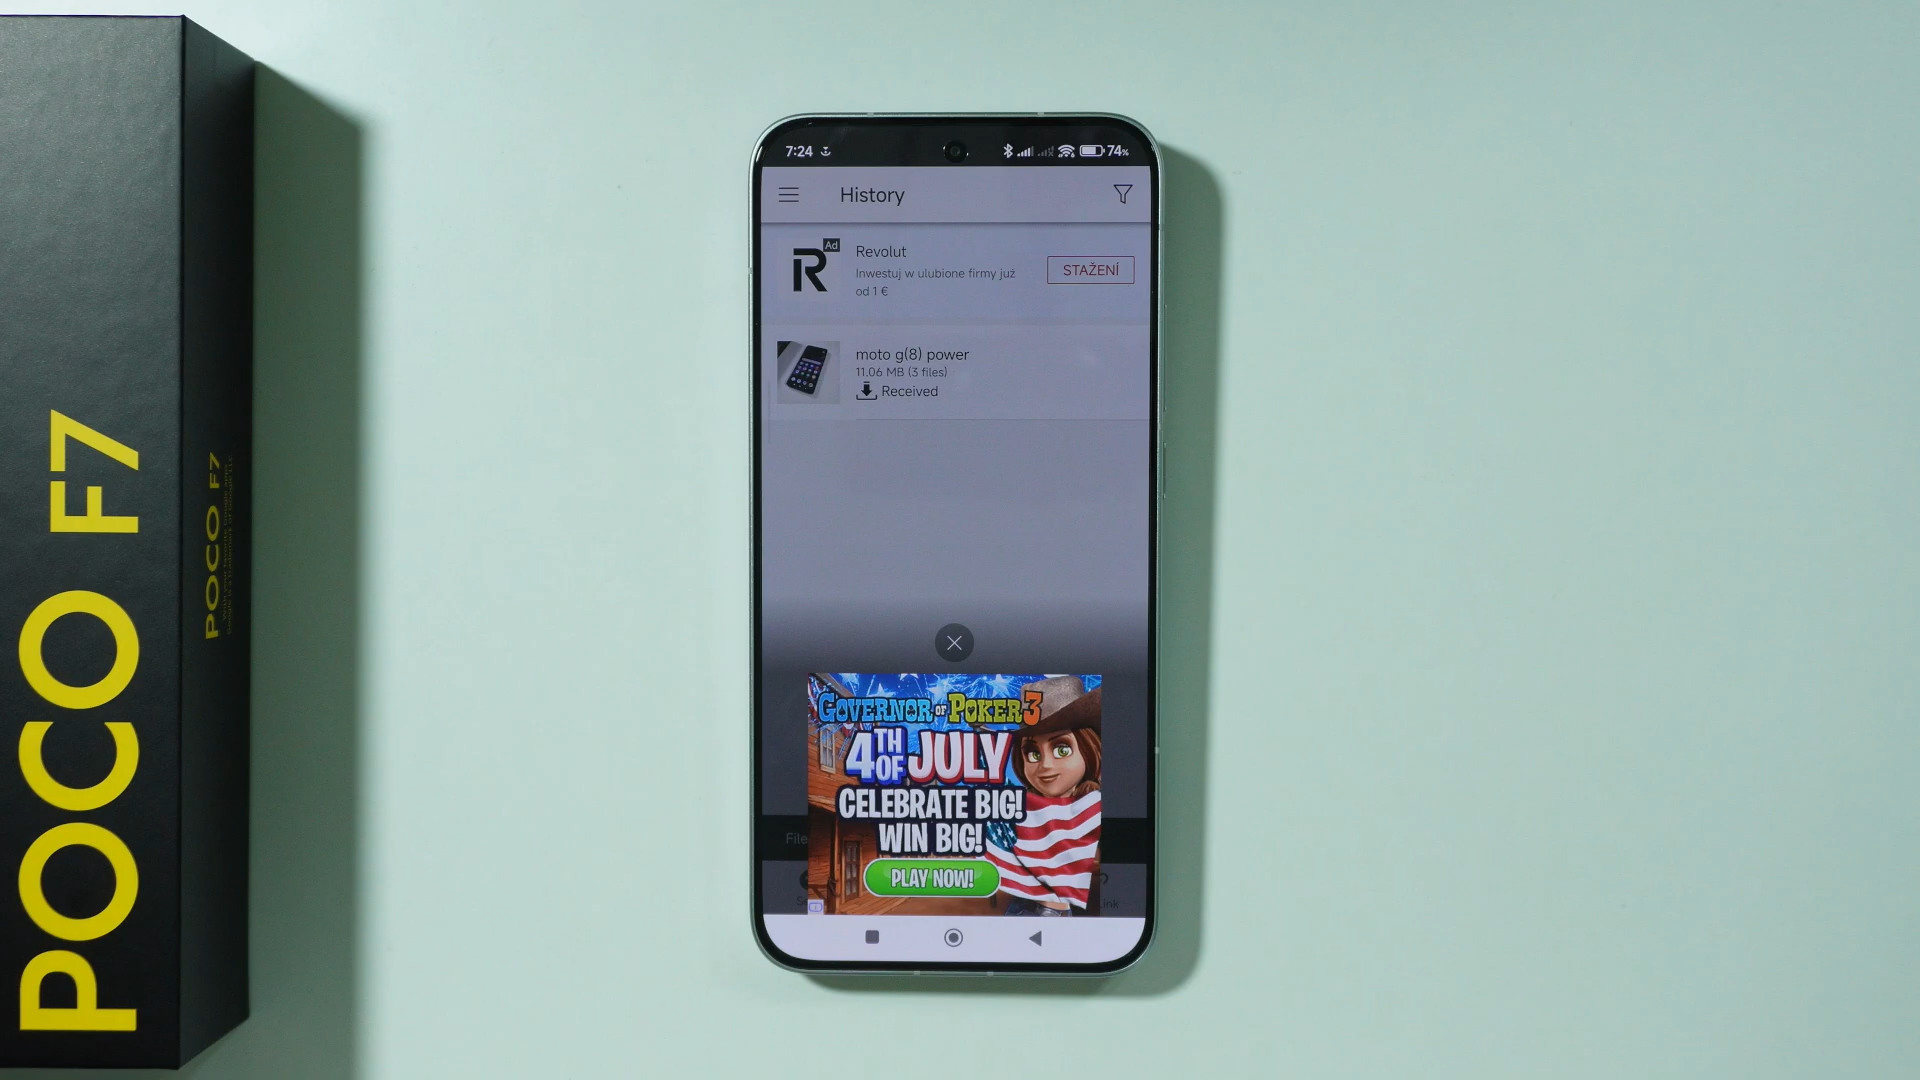 POCO F7
POCO F7
7:24
74%
History
Ad
Revolut
Inwestuj w ulubione firmy już
od 1 €
STAŽENÍ
moto g(8) power
11.06 MB (3 files)
Received
GOVERNOR OF POKER 3
4TH OF JULY
CELEBRATE BIG!
WIN BIG!
PLAY NOW!